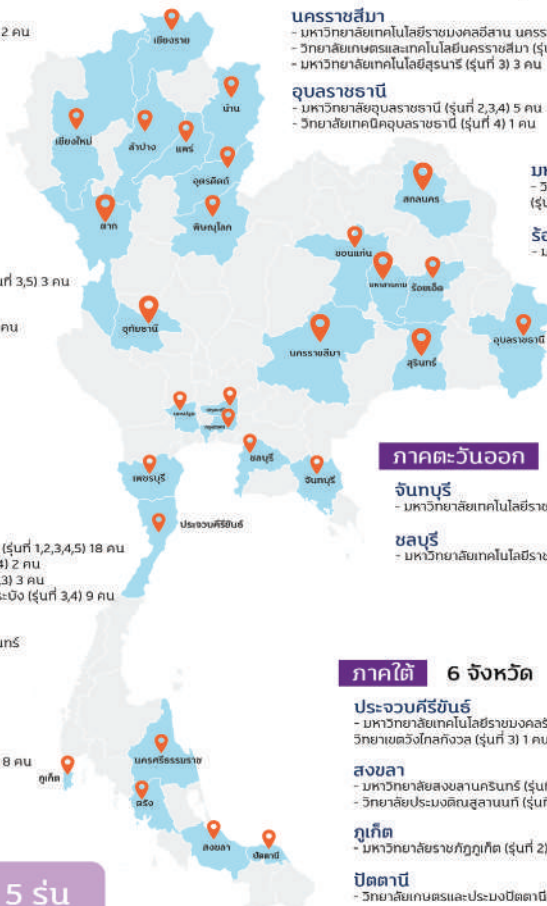 2 คน
นครราชสีมา
- มหาวิทยาลัยเทคโนโลยีราชมงคลอีสาน นครร
- วิทยาลัยเกษตรและเทคโนโลยีนครราชสีมา (รุ่น
- มหาวิทยาลัยเทคโนโลยีสุรนารี (รุ่นที่ 3) 3 คน
อุบลราชธานี
- มหาวิทยาลัยอุบลราชธานี (รุ่นที่ 2,3,4) 5 คน
- วิทยาลัยเทคนิคอุบลราชธานี (รุ่นที่ 4) 1 คน
เชียงราย
น่าน
เชียงใหม่
ลำปาง
แพร่
อุตรดิตถ์
ตาก
พิษณุโลก
สกลนคร
ขอนแก่น
มหาสารคาม
ร้อยเอ็ด
ที่ 3,5) 3 คน
อุทัยธานี
คน
นครราชสีมา
สุรินทร์
อุบลราชธานี
ชลบุรี
จันทบุรี
เพชรบุรี
ประจวบคีรีขันธ์
ภาคตะวันออก
จันทบุรี
- มหาวิทยาลัยเทคโนโลยีราช
ชลบุรี
- มหาวิทยาลัยเทคโนโลยีราช
(รุ่นที่ 1,2,3,4,5) 18 คน
4) 2 คน
,3) 3 คน
ะบัง (รุ่นที่ 3,4) 9 คน
นทร์
ภาคใต้ 6 จังหวัด
ประจวบคีรีขันธ์
- มหาวิทยาลัยเทคโนโลยีราชมงคลรั
วิทยาเขตวังไกลกังวล (รุ่นที่ 3) 1 คน
สงขลา
- มหาวิทยาลัยสงขลานครินทร์ (รุ่นที่
- วิทยาลัยประมงติณสูลานนท์ (รุ่นที่
ภูเก็ต
- มหาวิทยาลัยราชภัฏภูเก็ต (รุ่นที่ 2)
ปัตตานี
- วิทยาลัยเกษตรและประมงปัตตานี
8 คน
ภูเก็ต
นครศรีธรรมราช
ตรัง
สงขลา
ปัตตานี
5 รุ่น